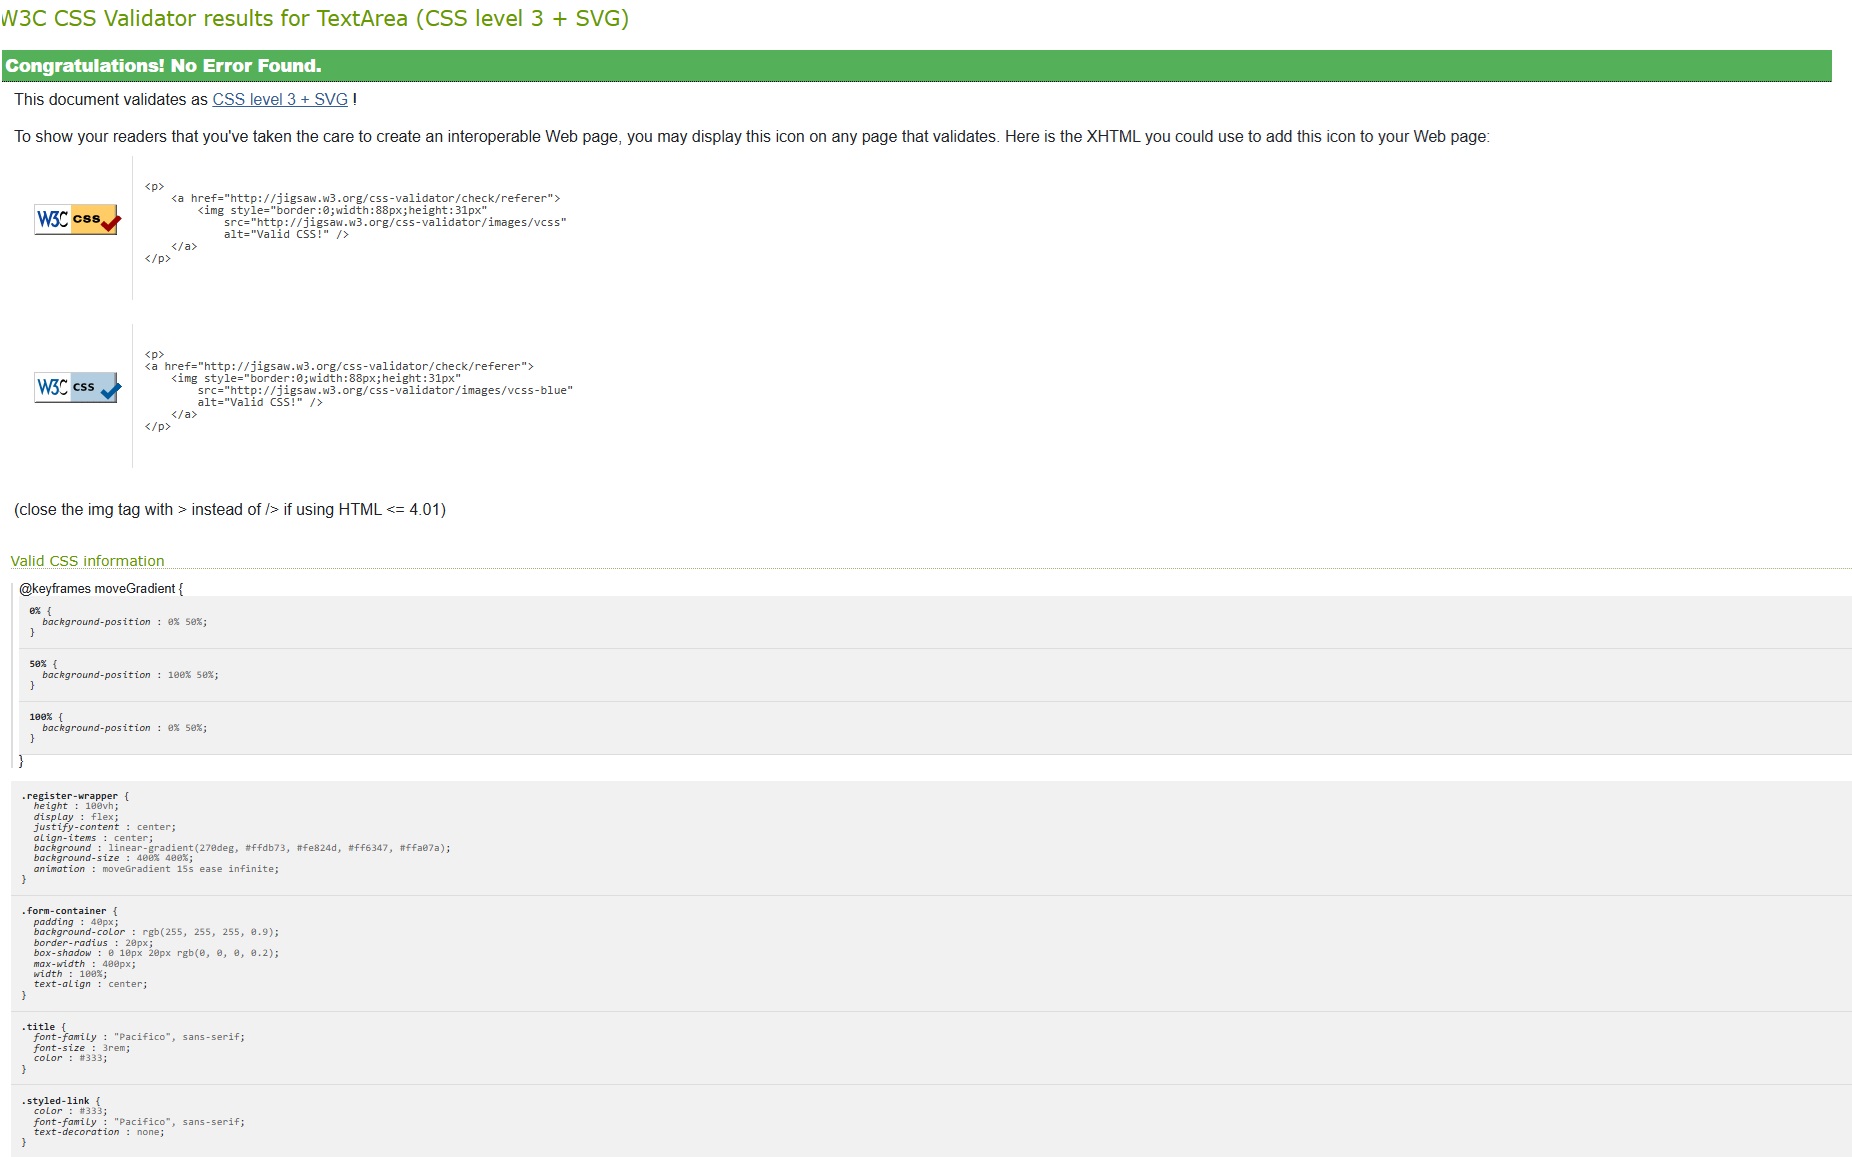 W3C CSS Validator results for TextArea (CSS level 3 + SVG)
Congratulations! No Error Found.
This document validates as CSS level 3 + SVG !
To show your readers that you've taken the care to create an interoperable Web page, you may display this icon on any page that validates. Here is the XHTML you could use to add this icon to your Web page:
W3C css
<p>
<a href="http://jigsaw.w3.org/css-validator/check/referer">
<img style="border:0;width:88px;height:31px"
src="http://jigsaw.w3.org/css-validator/images/vcss"
alt="Valid CSS!" />
</a>
</p>
W3C css
<p>
<a href="http://jigsaw.w3.org/css-validator/check/referer">
<img style="border:0;width:88px;height:31px"
src="http://jigsaw.w3.org/css-validator/images/vcss-blue"
alt="Valid CSS!" />
</a>
</p>
(close the img tag with > instead of /> if using HTML <= 4.01)
Valid CSS information
@keyframes moveGradient {
0% {
background-position : 0% 50%;
}
50% {
background-position : 100% 50%;
}
100% {
background-position : 0% 50%;
}
}
.register-wrapper {
height : 100vh;
display : flex;
justify-content : center;
align-items : center;
background : linear-gradient(270deg, #ffdb73, #fe824d, #ff6347, #ffa07a);
background-size : 400% 400%;
animation : moveGradient 15s ease infinite;
}
.form-container {
padding : 40px;
background-color : rgb(255, 255, 255, 0.9);
border-radius : 20px;
box-shadow : 0 10px 20px rgb(0, 0, 0, 0.2);
max-width : 400px;
width : 100%;
text-align : center;
}
.title {
font-family : "Pacifico", sans-serif;
font-size : 3rem;
color : #333;
}
.styled-link {
color : #333;
font-family : "Pacifico", sans-serif;
text-decoration : none;
}